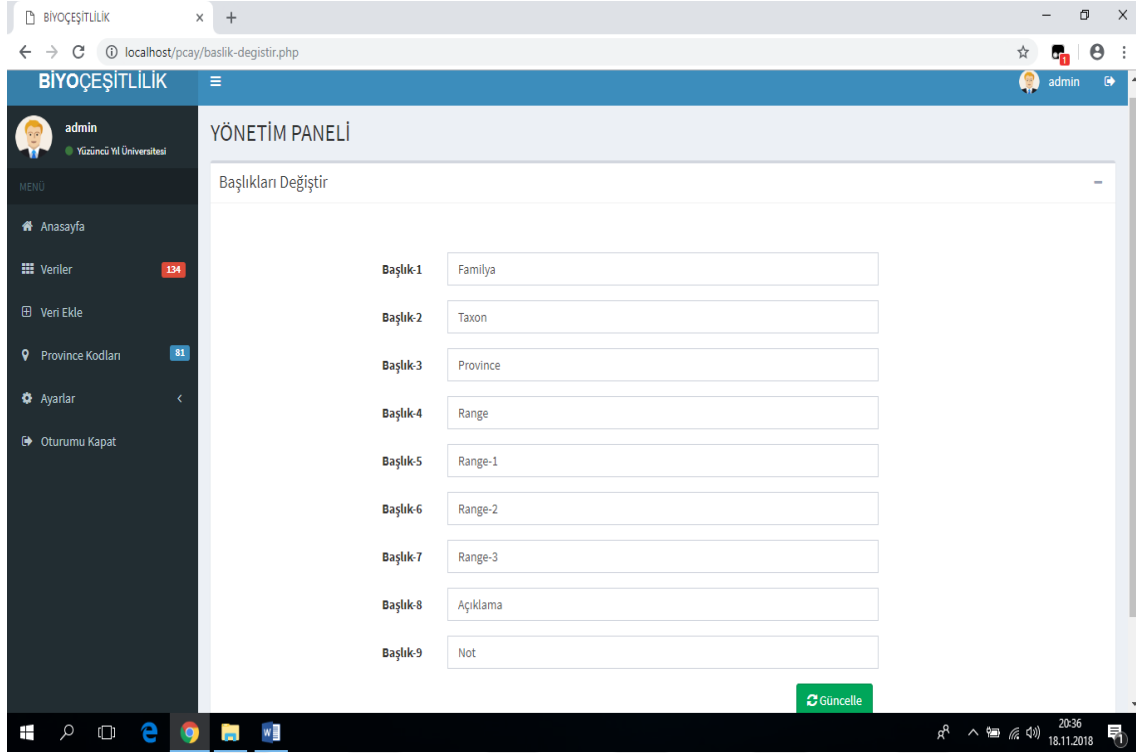 BİYOÇEŞİTLİLİK
localhost/pcay/baslik-degistir.php
1
BİYOÇEŞİTLİLİK
admin
admin
Yüzüncü Yıl Üniversitesi
YÖNETİM PANELİ
MENÜ
Başlıkları Değiştir
Anasayfa
Veriler 134
Veri Ekle
Province Kodları 81
Ayarlar
Oturumu Kapat
Başlık-1 Familya
Başlık-2 Taxon
Başlık-3 Province
Başlık-4 Range
Başlık-5 Range-1
Başlık-6 Range-2
Başlık-7 Range-3
Başlık-8 Açıklama
Başlık-9 Not
Güncelle
20:36
18.11.2018
1